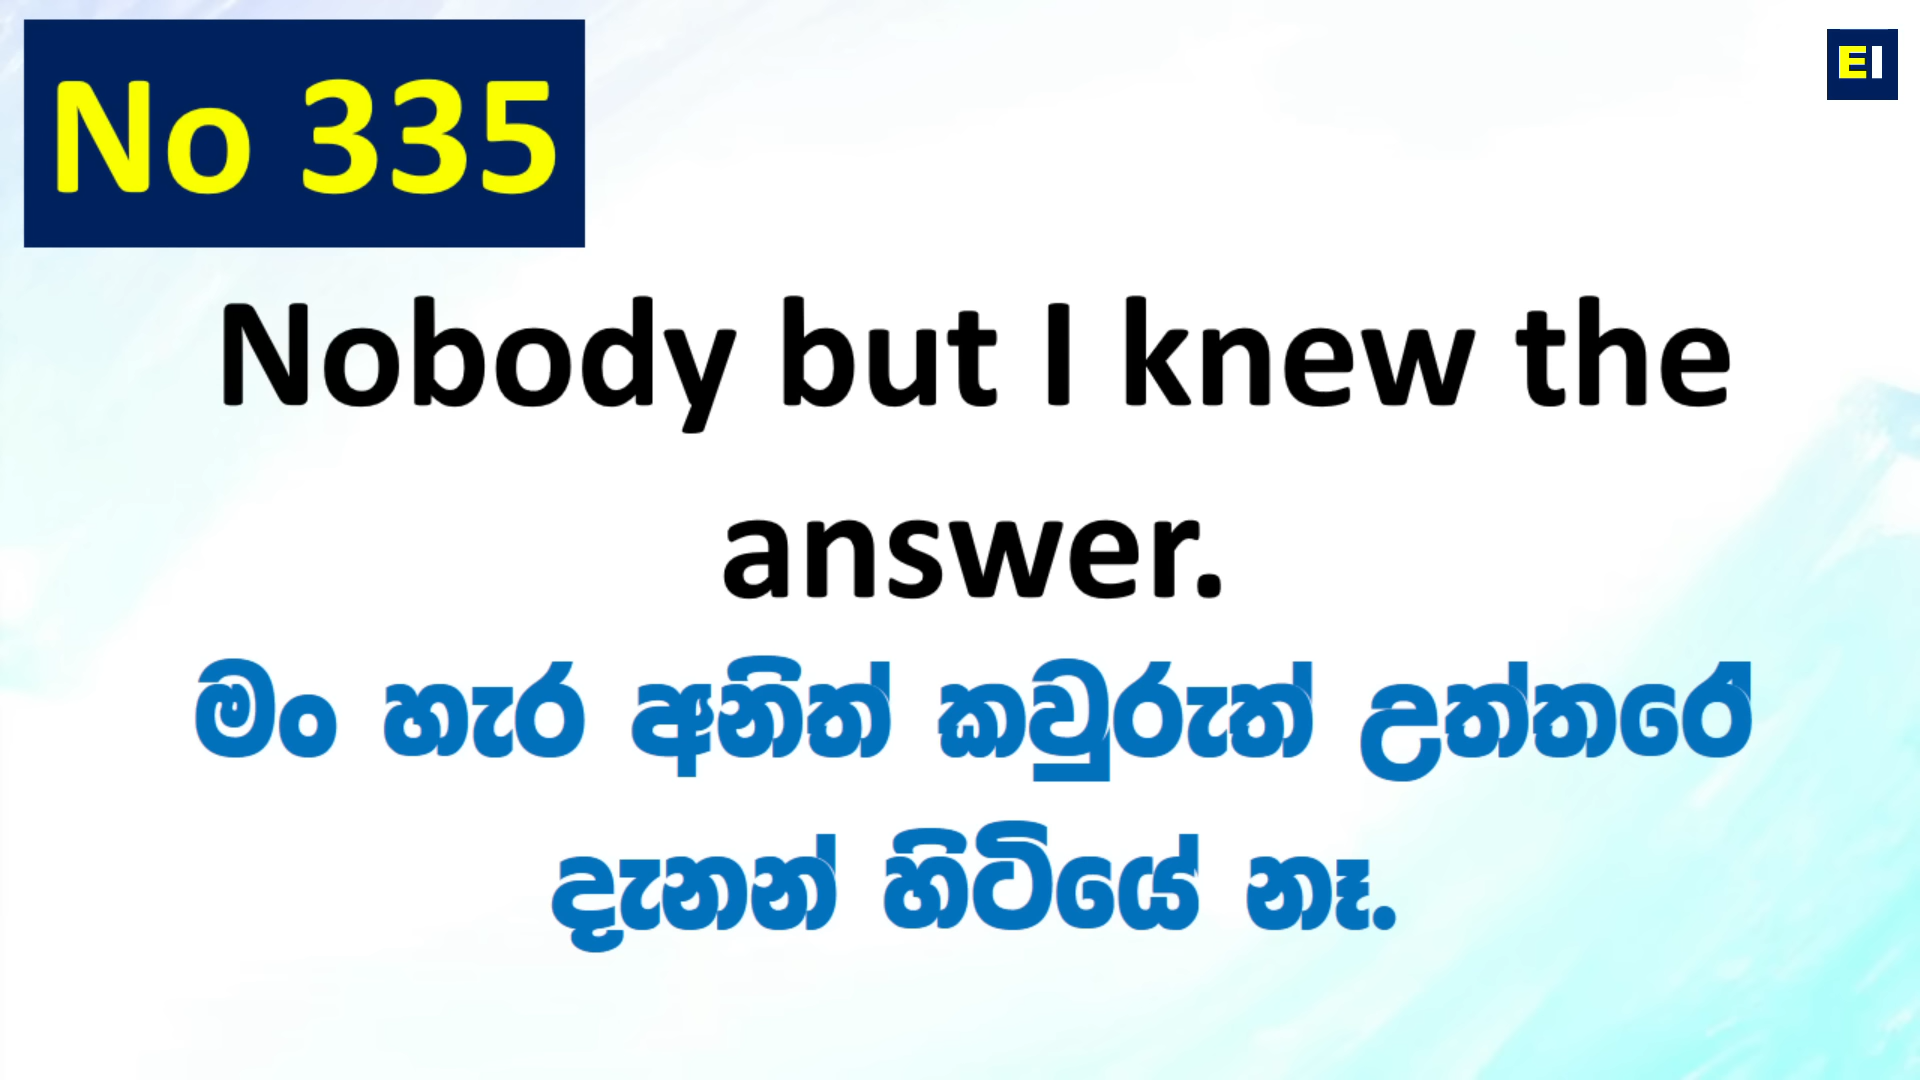 No 335
EI
Nobody but I knew the
answer.
මං හැර අනිත් කවුරුත් උත්තරේ
දැනන් හිටියේ නෑ.